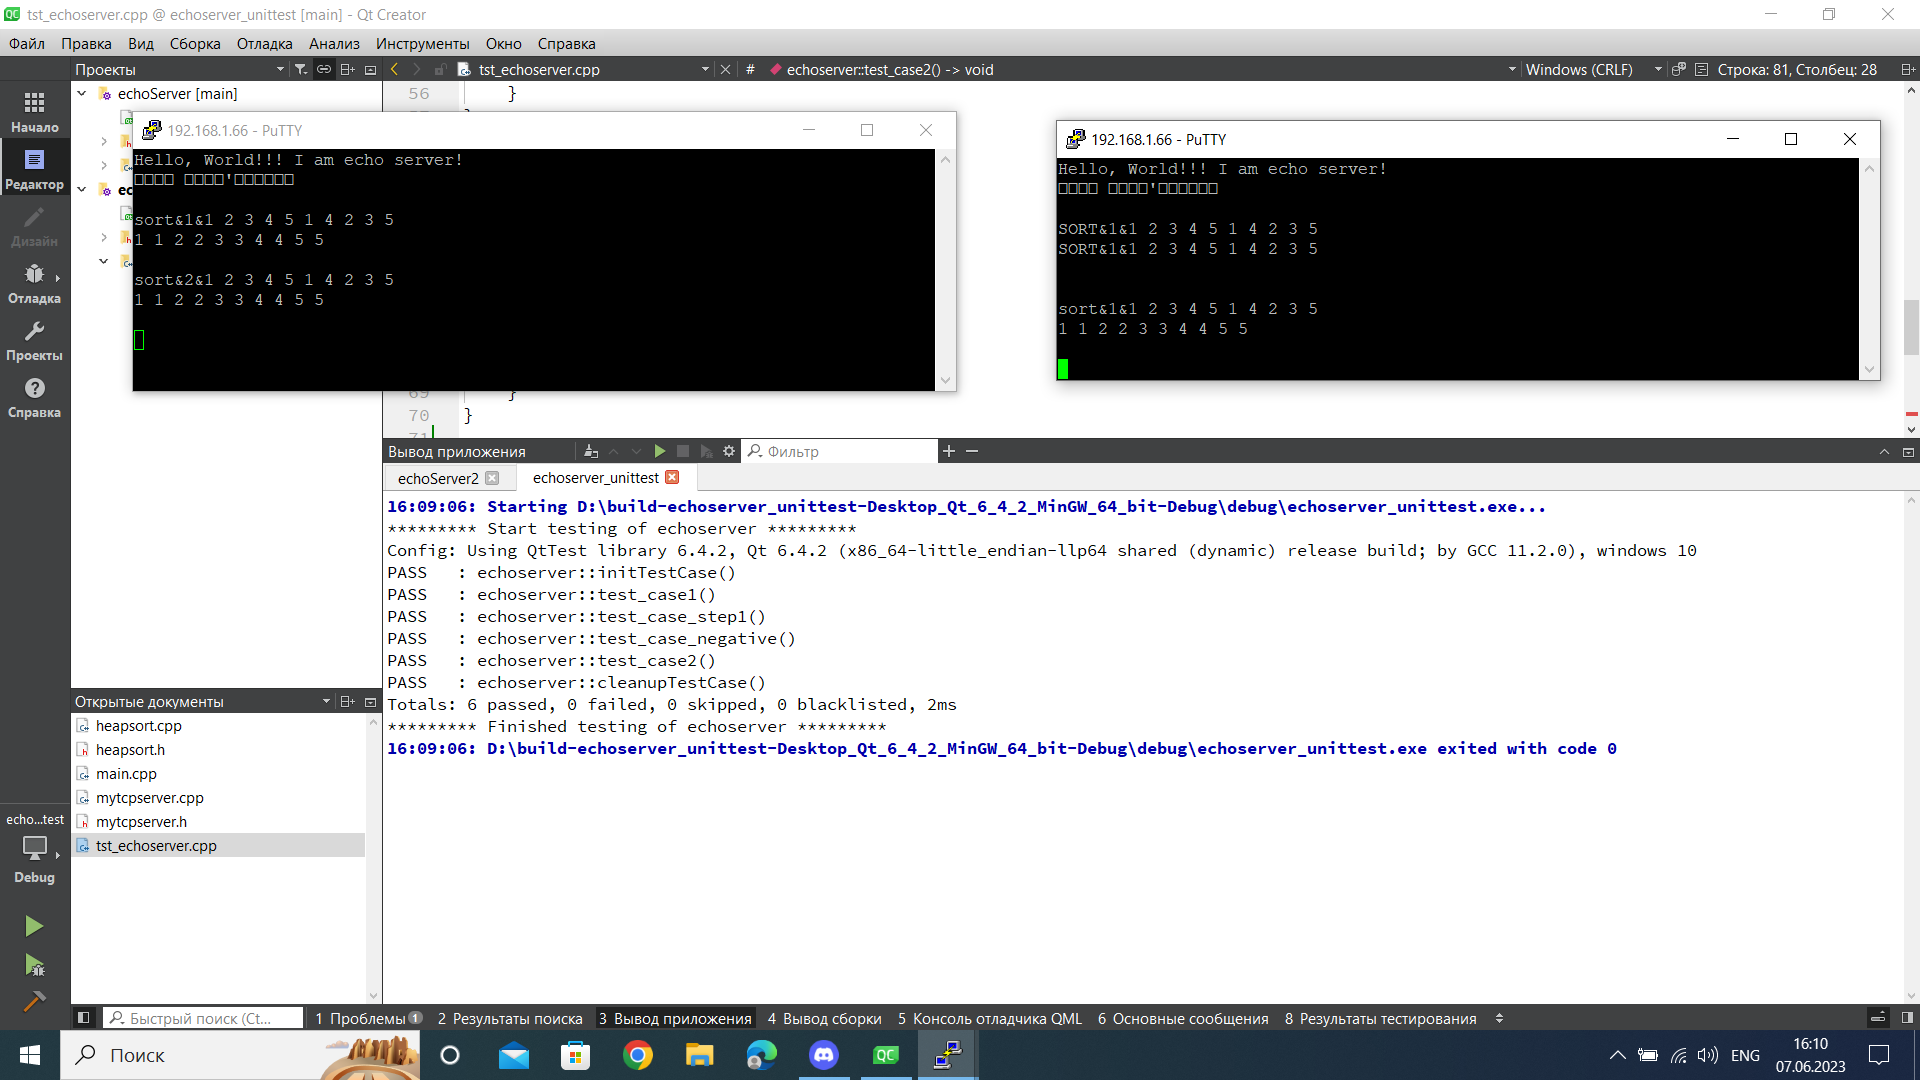 tst_echoserver.cpp @ echoserver_unittest [main] - Qt Creator
Файл Правка Вид Сборка Отладка Анализ Инструменты Окно Справка
Проекты
tst_echoserver.cpp
# echoserver::test_case2() -> void
Windows (CRLF)
Строка: 81, Столбец: 28
Начало
Редактор
Дизайн
Отладка
Проекты
Справка
echoServer [main]
ec
56 }
192.168.1.66 - PuTTY
Hello, World!!! I am echo server!
sort&1&1 2 3 4 5 1 4 2 3 5
1 1 2 2 3 3 4 4 5 5
sort&2&1 2 3 4 5 1 4 2 3 5
1 1 2 2 3 3 4 4 5 5
192.168.1.66 - PuTTY
Hello, World!!! I am echo server!
SORT&1&1 2 3 4 5 1 4 2 3 5
SORT&1&1 2 3 4 5 1 4 2 3 5
sort&1&1 2 3 4 5 1 4 2 3 5
1 1 2 2 3 3 4 4 5 5
69 }
70 }
71
Вывод приложения
Фильтр
echoServer2
echoserver_unittest
16:09:06: Starting D:\build-echoserver_unittest-Desktop_Qt_6_4_2_MinGW_64_bit-Debug\debug\echoserver_unittest.exe...
********* Start testing of echoserver *********
Config: Using QtTest library 6.4.2, Qt 6.4.2 (x86_64-little_endian-llp64 shared (dynamic) release build; by GCC 11.2.0), windows 10
PASS   : echoserver::initTestCase()
PASS   : echoserver::test_case1()
PASS   : echoserver::test_case_step1()
PASS   : echoserver::test_case_negative()
PASS   : echoserver::test_case2()
PASS   : echoserver::cleanupTestCase()
Totals: 6 passed, 0 failed, 0 skipped, 0 blacklisted, 2ms
********* Finished testing of echoserver *********
16:09:06: D:\build-echoserver_unittest-Desktop_Qt_6_4_2_MinGW_64_bit-Debug\debug\echoserver_unittest.exe exited with code 0
Открытые документы
heapsort.cpp
heapsort.h
main.cpp
mytcpserver.cpp
mytcpserver.h
tst_echoserver.cpp
echo...test
Debug
Быстрый поиск (Ct...
1 Проблемы 1
2 Результаты поиска
3 Вывод приложения
4 Вывод сборки
5 Консоль отладчика QML
6 Основные сообщения
8 Результаты тестирования
Поиск
ENG
16:10
07.06.2023